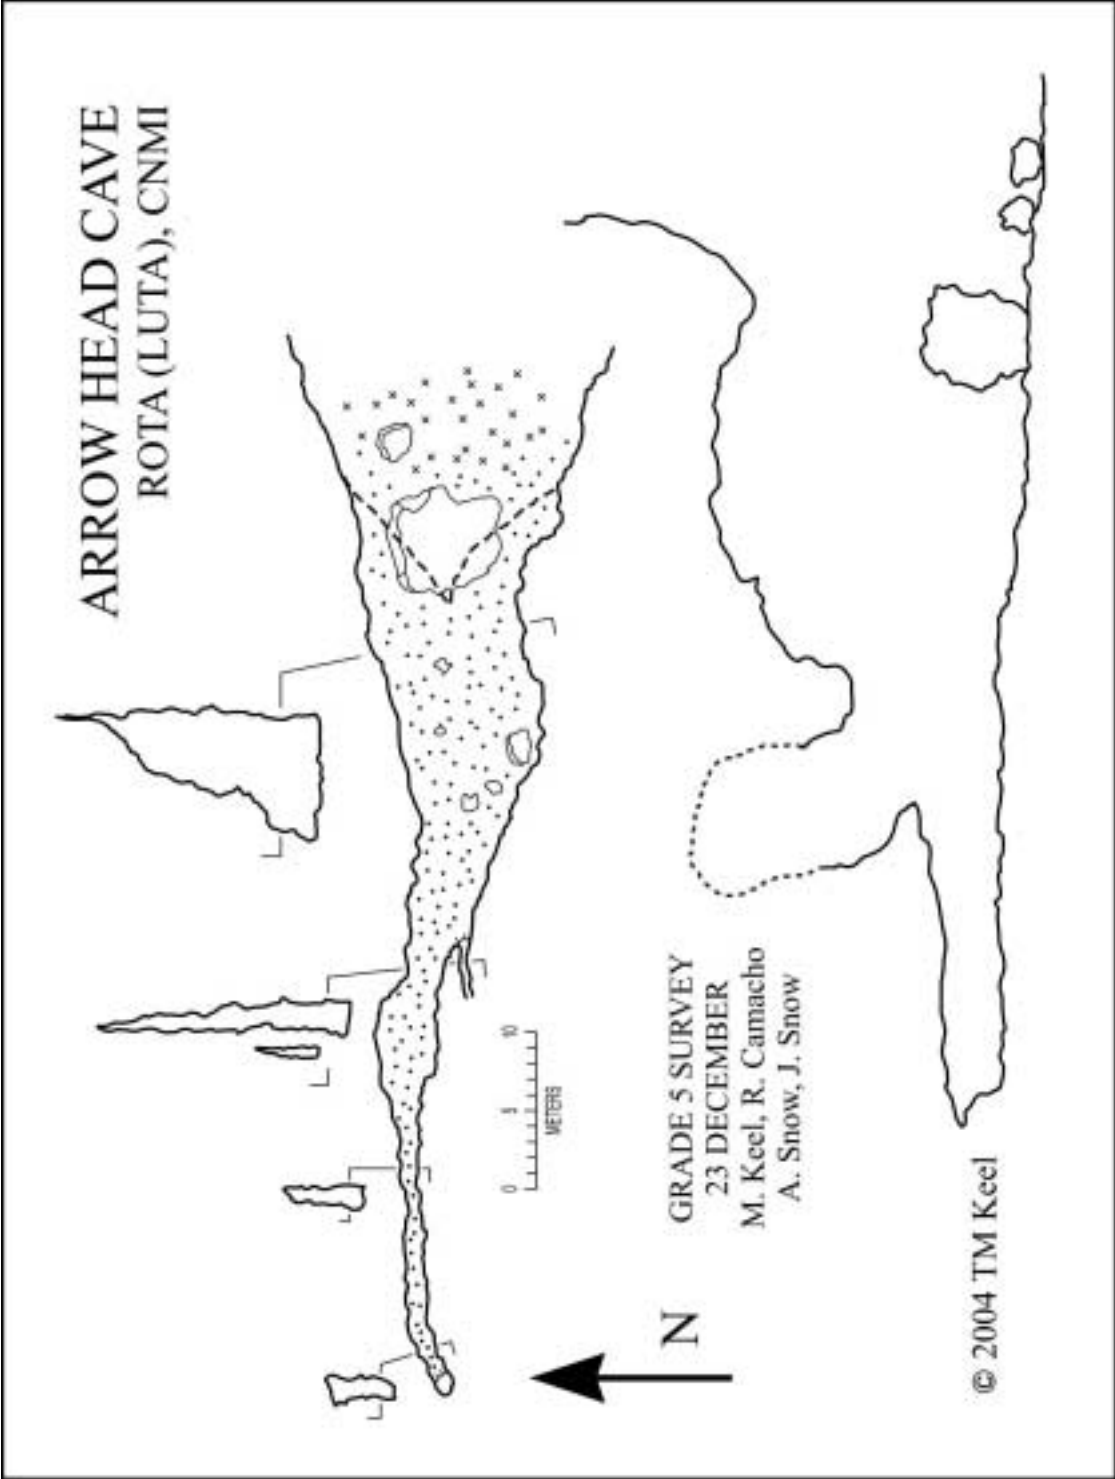 ARROW HEAD CAVE
ROTA (LUTA), CNMI
0 5 10
METERS
GRADE 5 SURVEY
23 DECEMBER
M. Keel, R. Camacho
A. Snow, J. Snow
N
© 2004 TM Keel